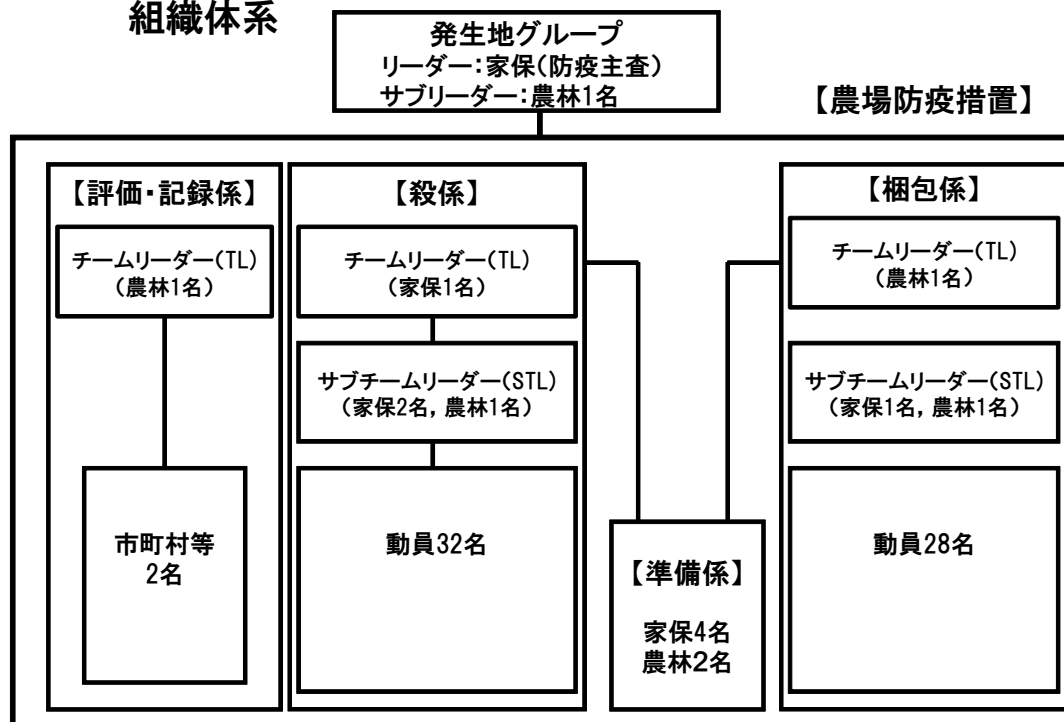 組織体系
発生地グループ
リーダー：家保（防疫主査）
サブリーダー：農林1名
【農場防疫措置】
【評価・記録係】
チームリーダー（TL）
（農林1名）
市町村等
2名
【殺係】
チームリーダー（TL）
（家保1名）
サブチームリーダー（STL）
（家保2名，農林1名）
動員32名
【準備係】
家保4名
農林２名
【梱包係】
チームリーダー（TL）
（農林1名）
サブチームリーダー（STL）
（家保1名，農林1名）
動員28名